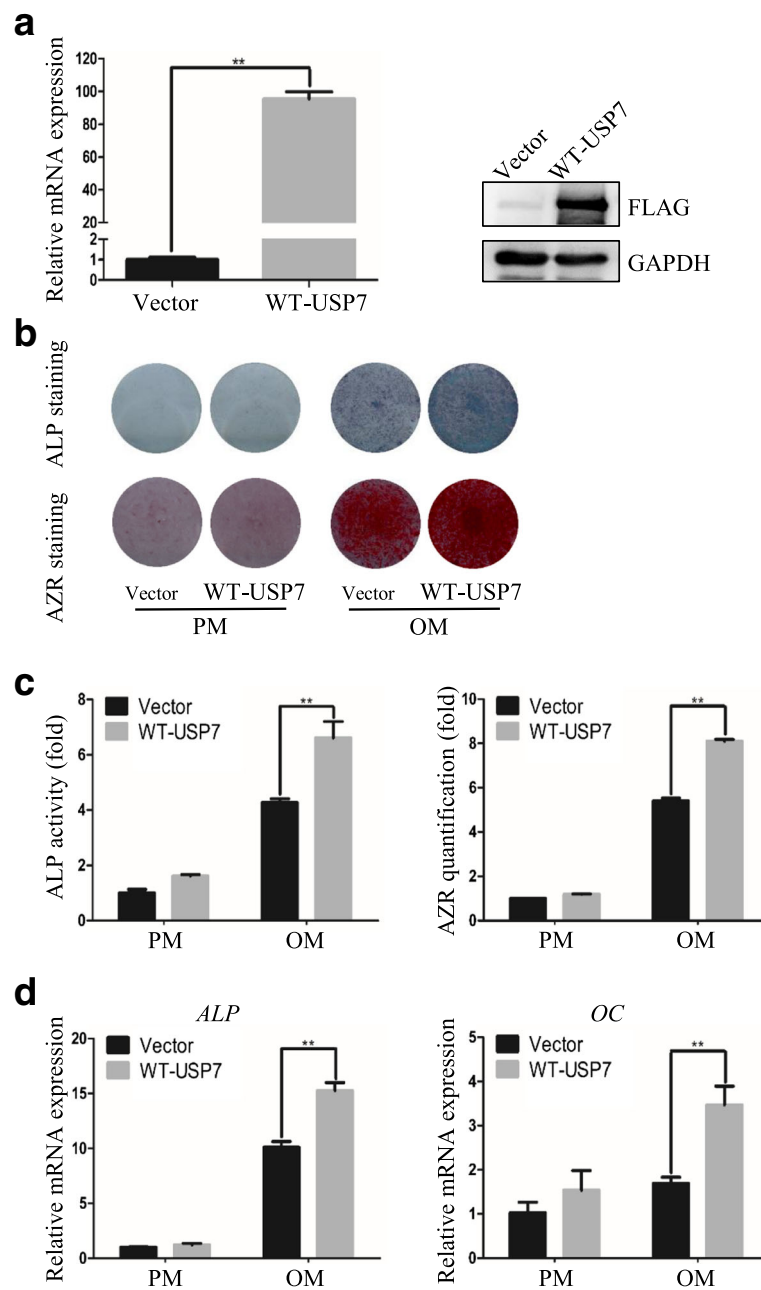 a
Relative mRNA expression
120
100
80
60
40
20
2
1
0
**
Vector
WT-USP7
Vector
WT-USP7
FLAG
GAPDH
b
ALP staining
AZR staining
Vector
WT-USP7
Vector
WT-USP7
PM
OM
c
ALP activity (fold)
8
6
4
2
0
Vector
WT-USP7
**
PM
OM
AZR quantification (fold)
10
8
6
4
2
0
Vector
WT-USP7
**
PM
OM
d
ALP
Relative mRNA expression
20
15
10
5
0
Vector
WT-USP7
**
PM
OM
OC
Relative mRNA expression
5
4
3
2
1
0
Vector
WT-USP7
**
PM
OM